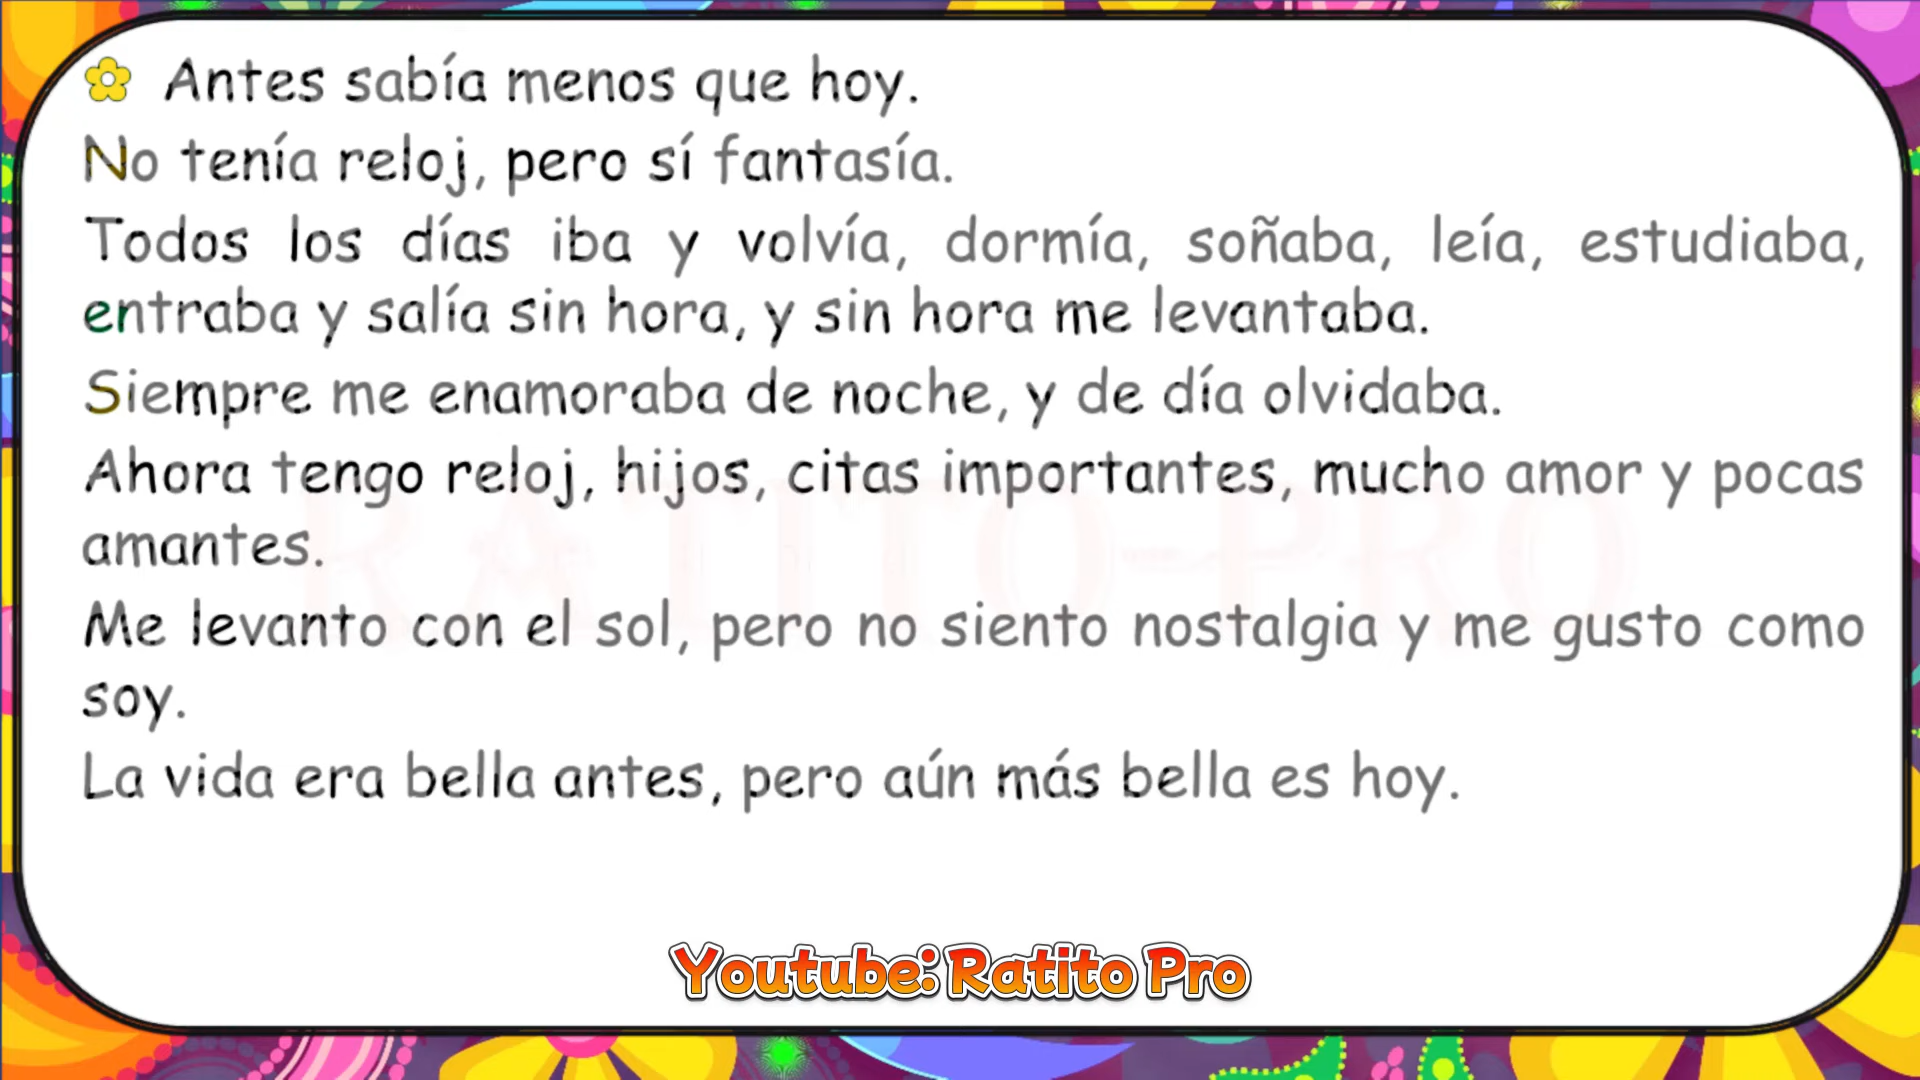 Antes sabía menos que hoy.
No tenía reloj, pero sí fantasía.
Todos los días iba y volvía, dormía, soñaba, leía, estudiaba,
entraba y salía sin hora, y sin hora me levantaba.
Siempre me enamoraba de noche, y de día olvidaba.
Ahora tengo reloj, hijos, citas importantes, mucho amor y pocas
amantes.
Me levanto con el sol, pero no siento nostalgia y me gusto como
soy.
La vida era bella antes, pero aún más bella es hoy.
RATITO-PRO
Youtube: Ratito Pro